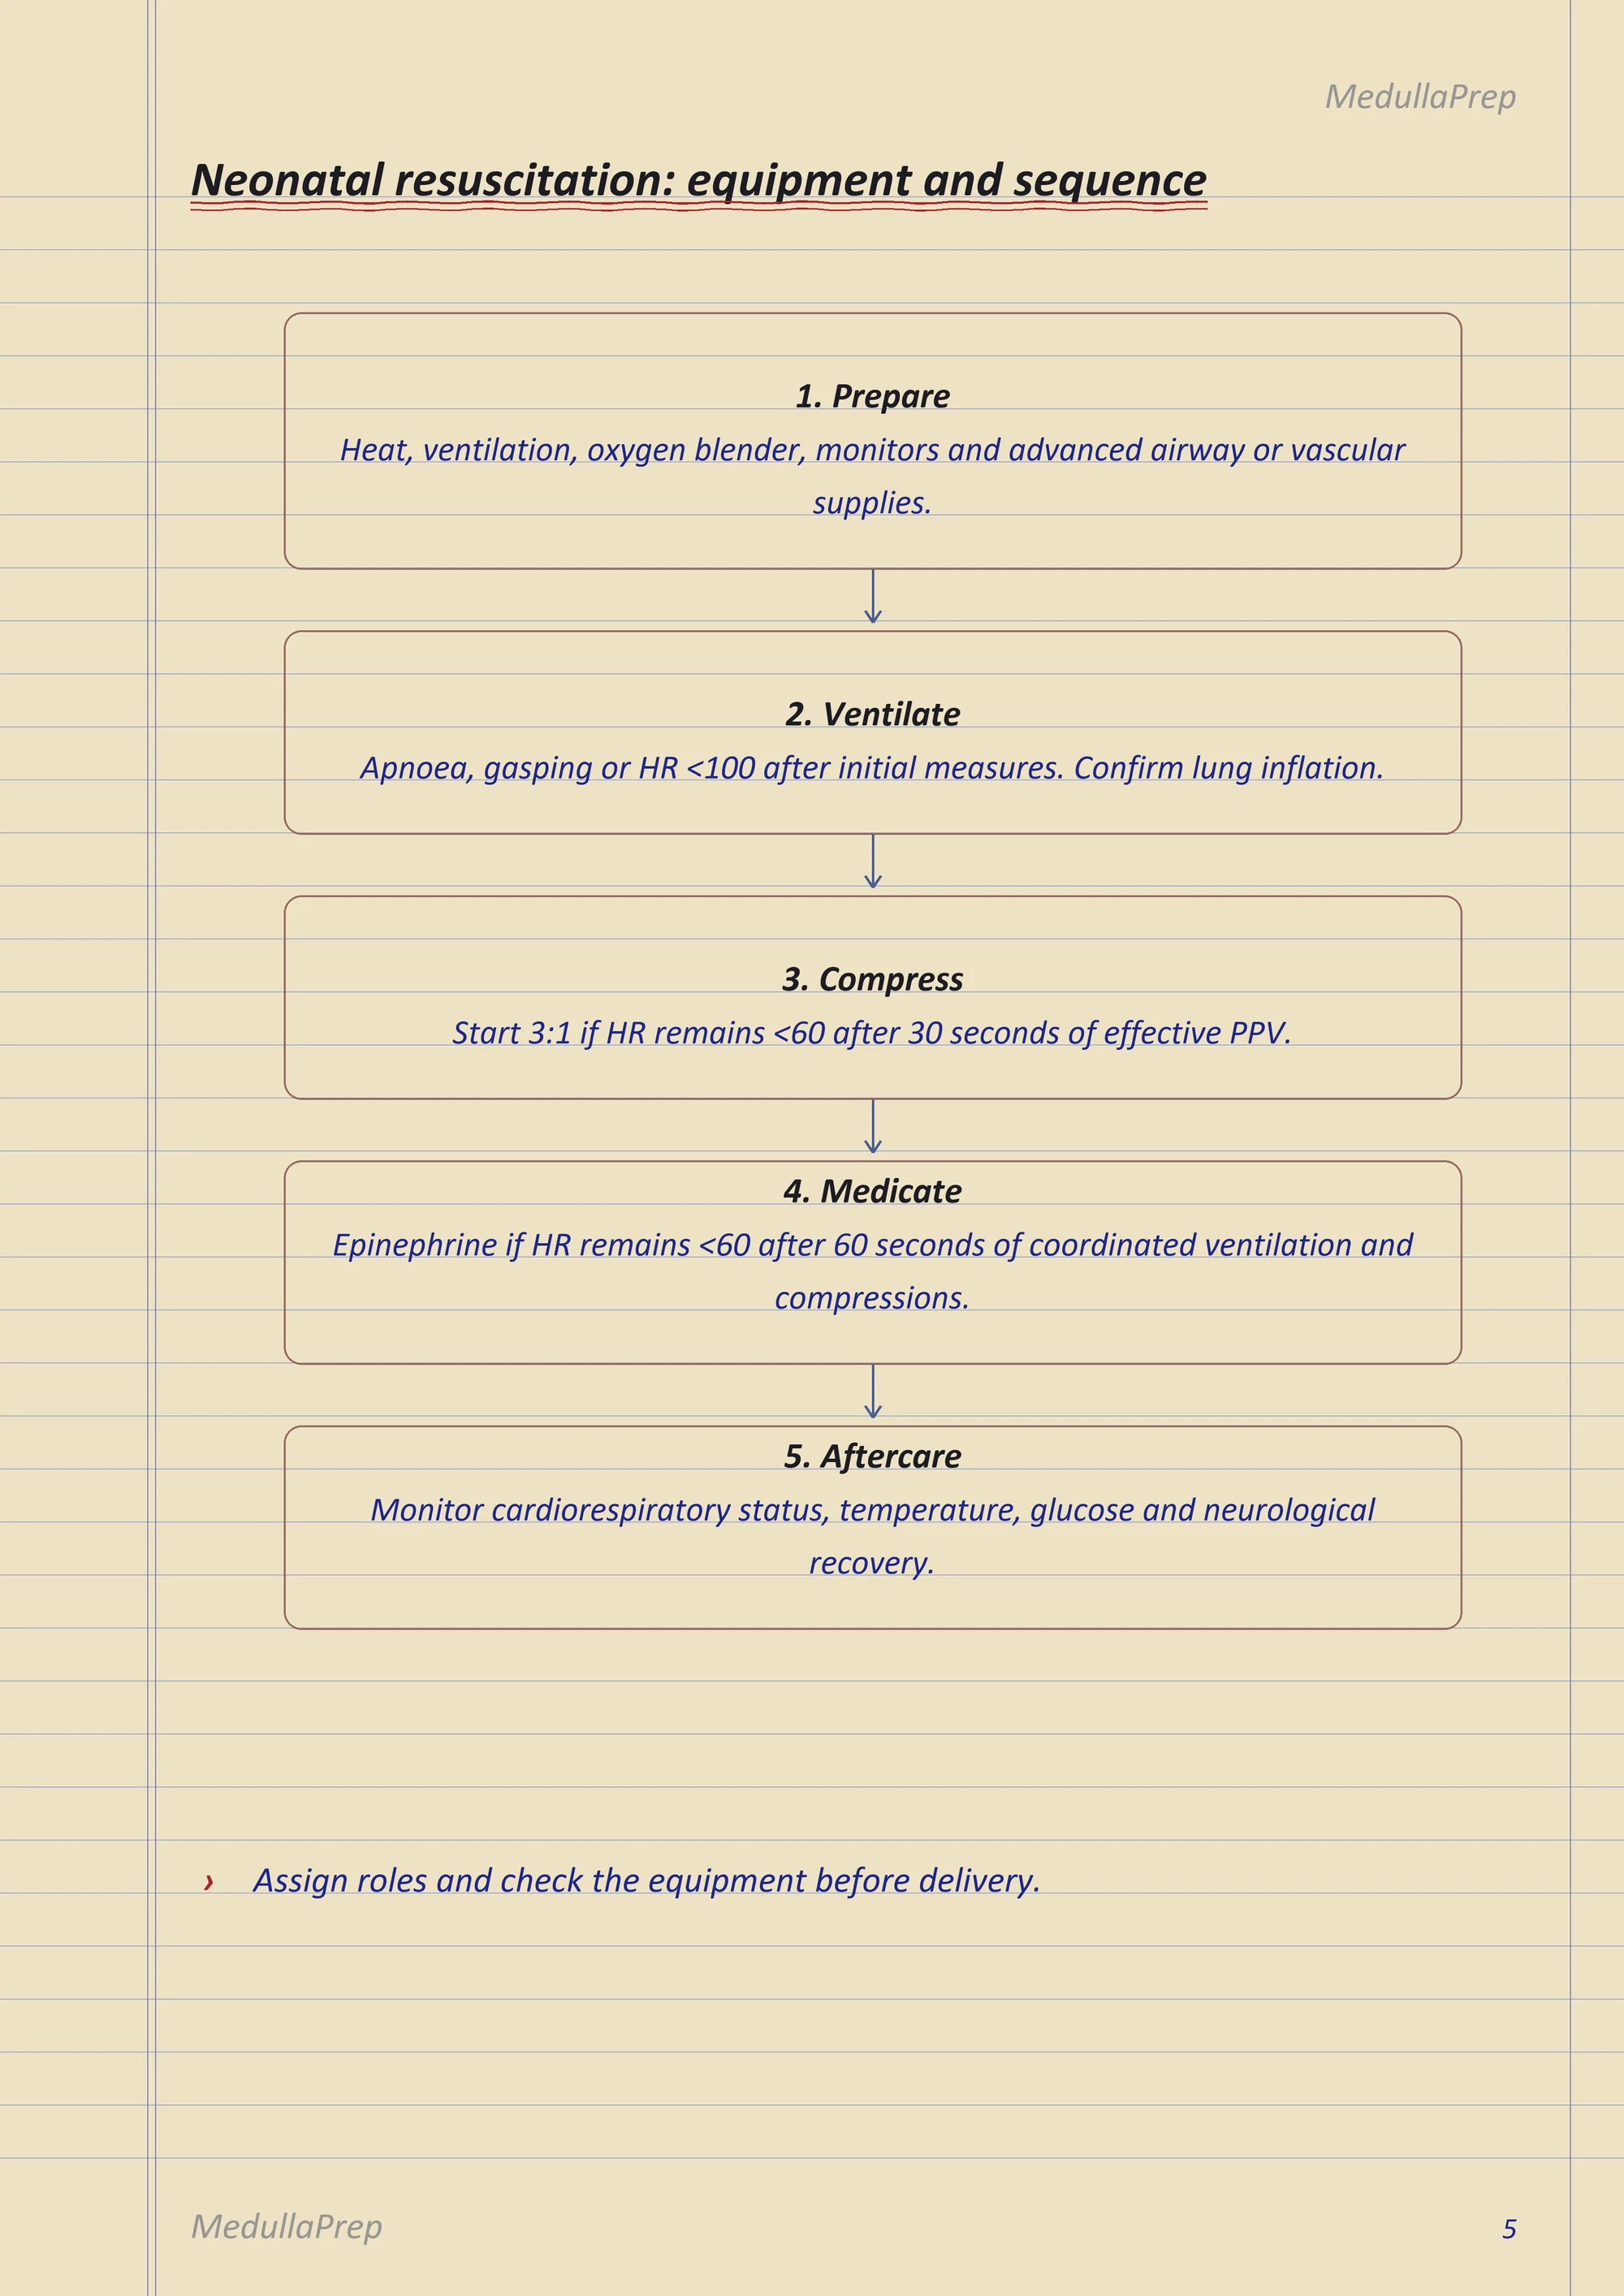 MedullaPrep
Neonatal resuscitation: equipment and sequence
1. Prepare
Heat, ventilation, oxygen blender, monitors and advanced airway or vascular
supplies.
2. Ventilate
Apnoea, gasping or HR <100 after initial measures. Confirm lung inflation.
3. Compress
Start 3:1 if HR remains <60 after 30 seconds of effective PPV.
4. Medicate
Epinephrine if HR remains <60 after 60 seconds of coordinated ventilation and
compressions.
5. Aftercare
Monitor cardiorespiratory status, temperature, glucose and neurological
recovery.
› Assign roles and check the equipment before delivery.
MedullaPrep
5